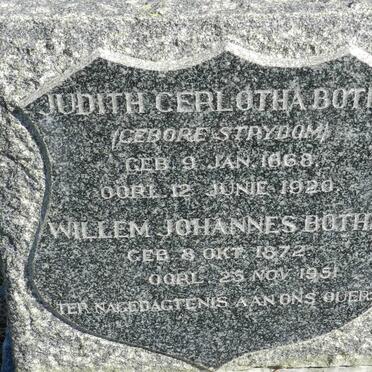 JUDITH GERLOTHA BOTH
(GEBORE STRYDOM)
GEB. 9 JAN. 1868.
OORL. 12 JUNIE 1920.
WILLEM JOHANNES BOTH
GEB. 8 OKT. 1872
OORL. 25 NOV. 1951
TER NAGEDAGTENIS AAN ONS OUER